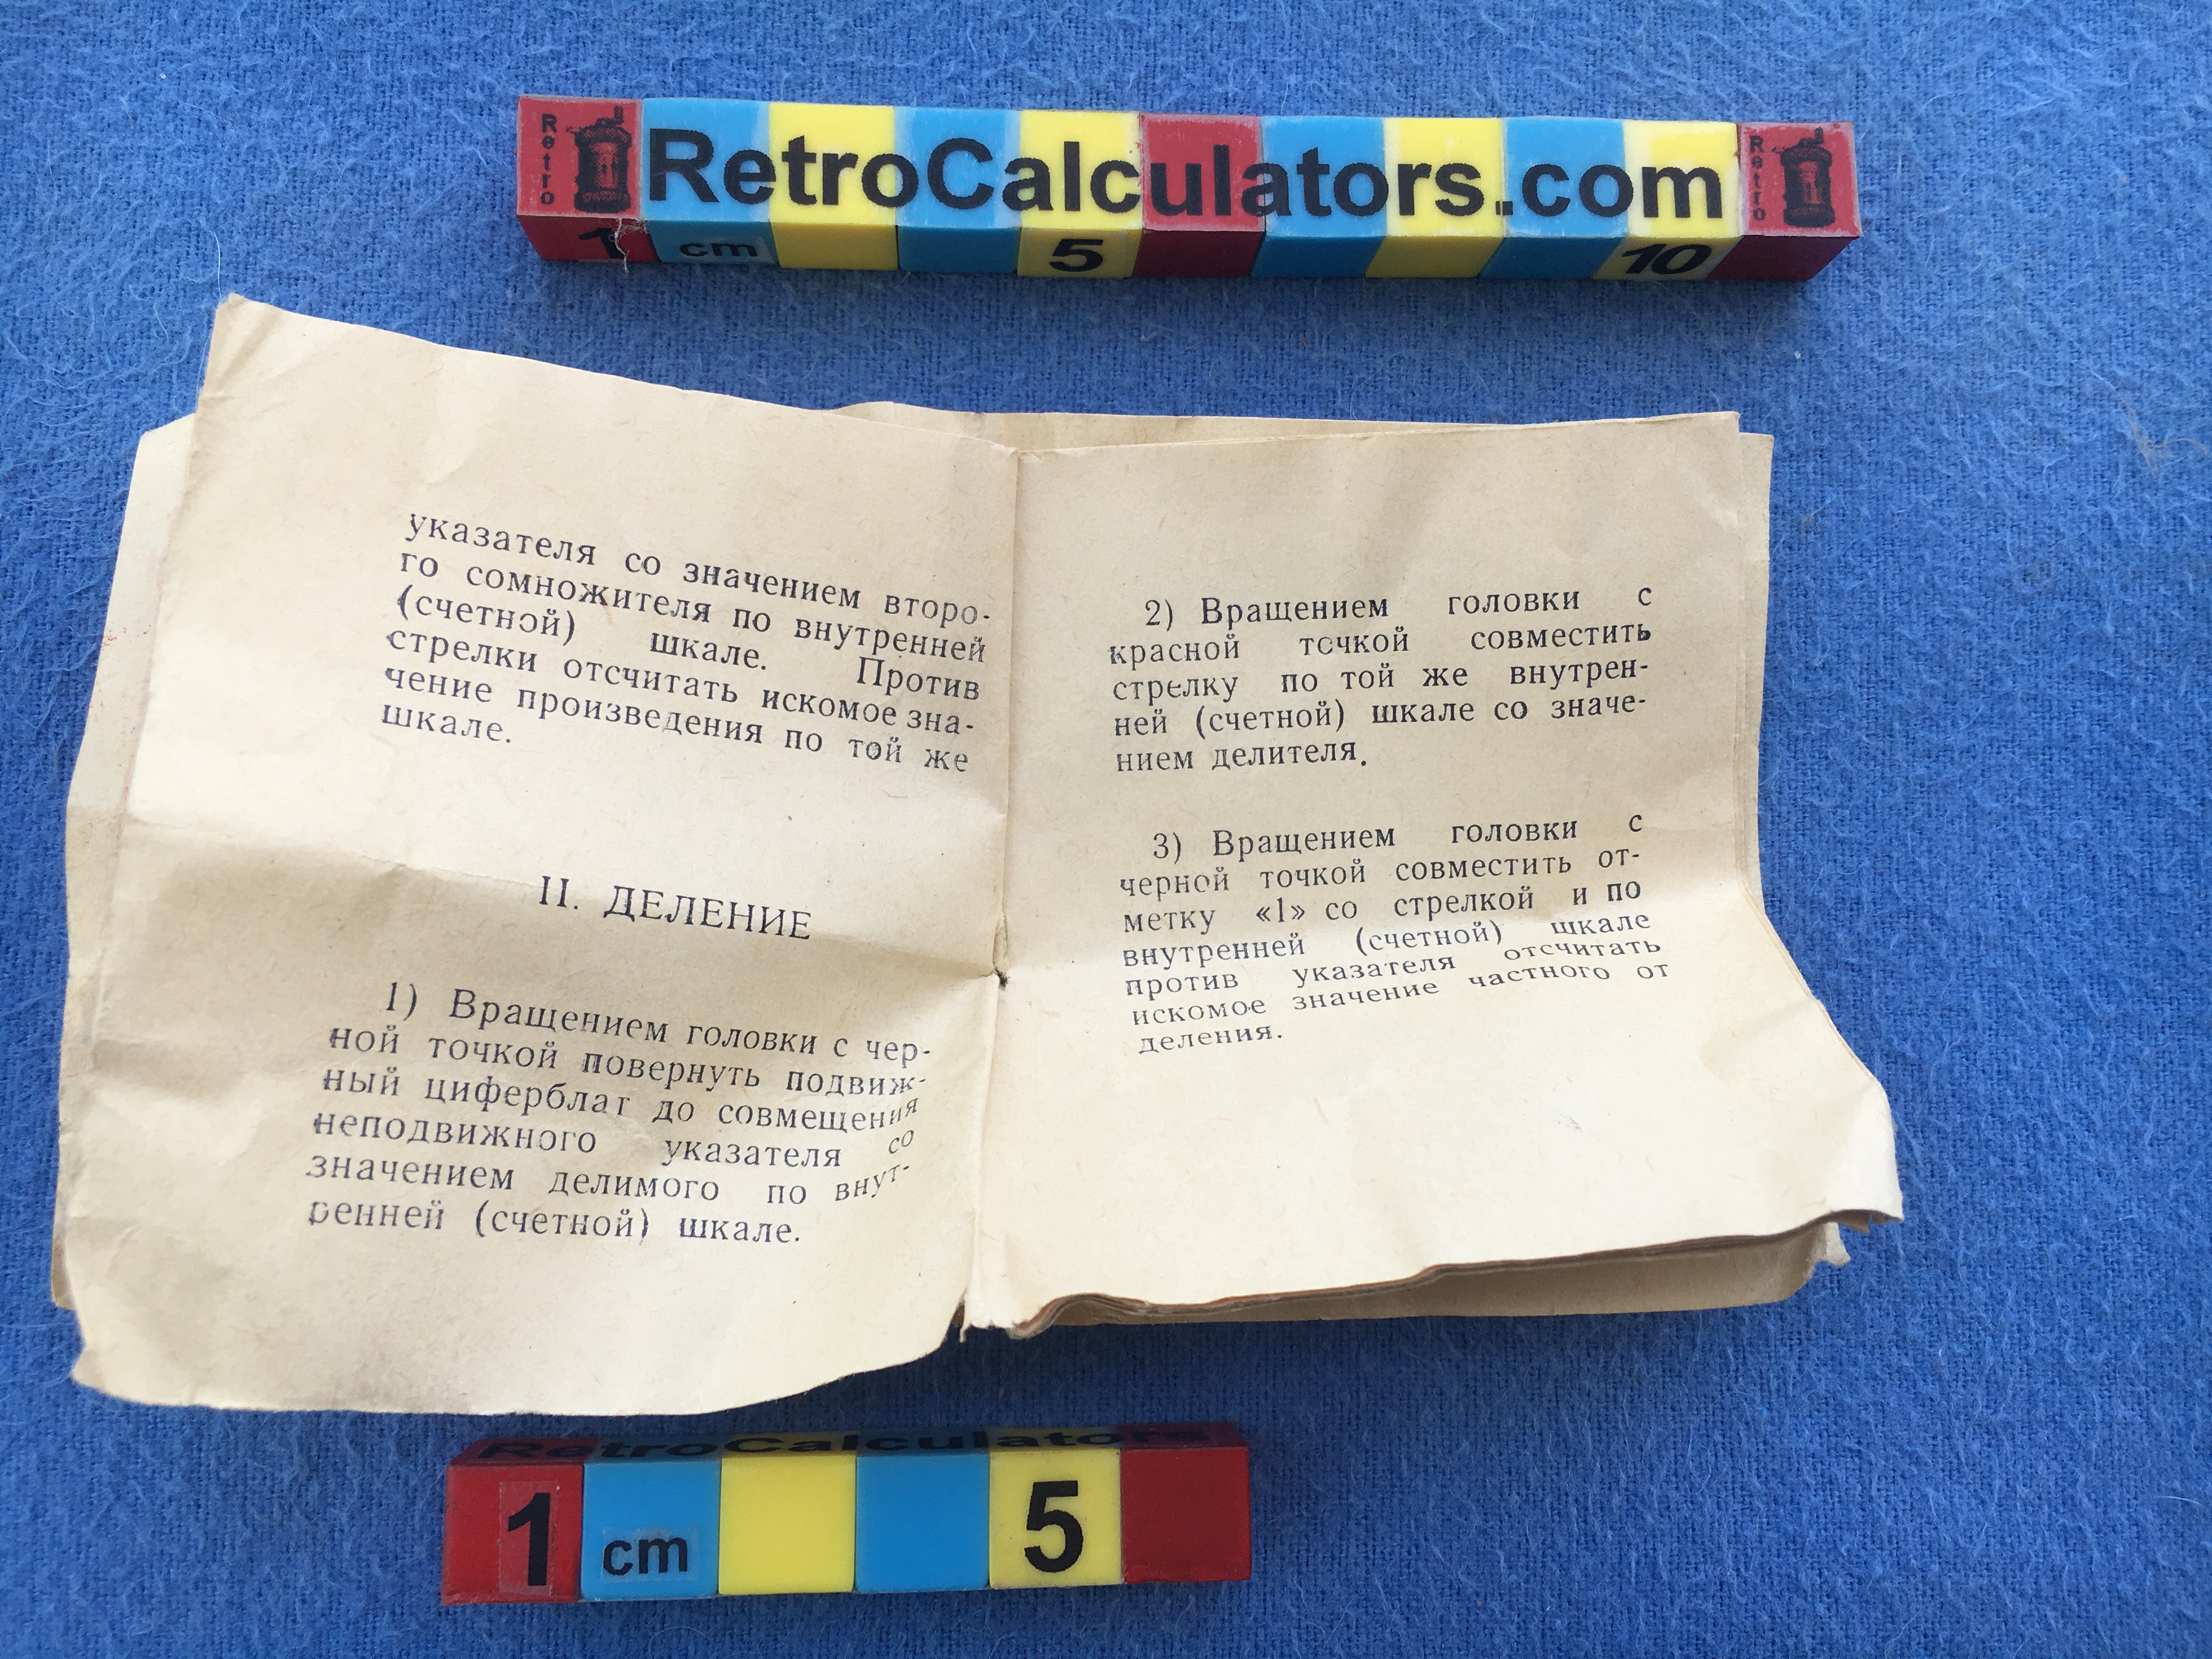 Retro RetroCalculators.com Retro
1 cm 5 10
указателя со значением второ-
го сомножителя по внутренней
(счетной) шкале. Против
стрелки отсчитать искомое зна-
чение произведения по той же
шкале.
II. ДЕЛЕНИЕ
1) Вращением головки с чер-
ной точкой повернуть подвиж-
ный циферблат до совмещения
неподвижного указателя со
значением делимого по внут-
ренней (счетной) шкале.
2) Вращением головки с
красной точкой совместить
стрелку по той же внутрен-
ней (счетной) шкале со значе-
нием делителя.
3) Вращением головки с
черной точкой совместить от-
метку «1» со стрелкой и по
внутренней (счетной) шкале
против указателя отсчитать
искомое значение частного от
деления.
RetroCalculators
1 cm 5